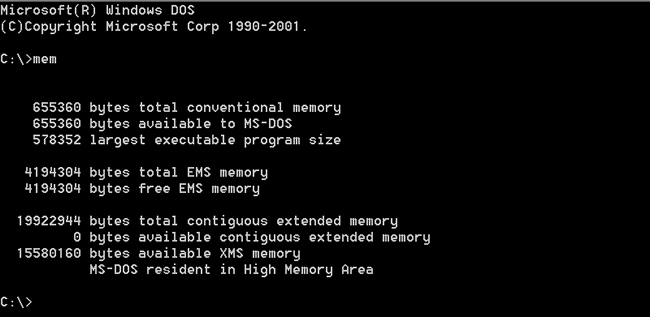 Microsoft(R) Windows DOS
(C)Copyright Microsoft Corp 1990-2001.
C:\>mem
655360 bytes total conventional memory
655360 bytes available to MS-DOS
578352 largest executable program size
4194304 bytes total EMS memory
4194304 bytes free EMS memory
19922944 bytes total contiguous extended memory
0 bytes available contiguous extended memory
15580160 bytes available XMS memory
MS-DOS resident in High Memory Area
C:\>